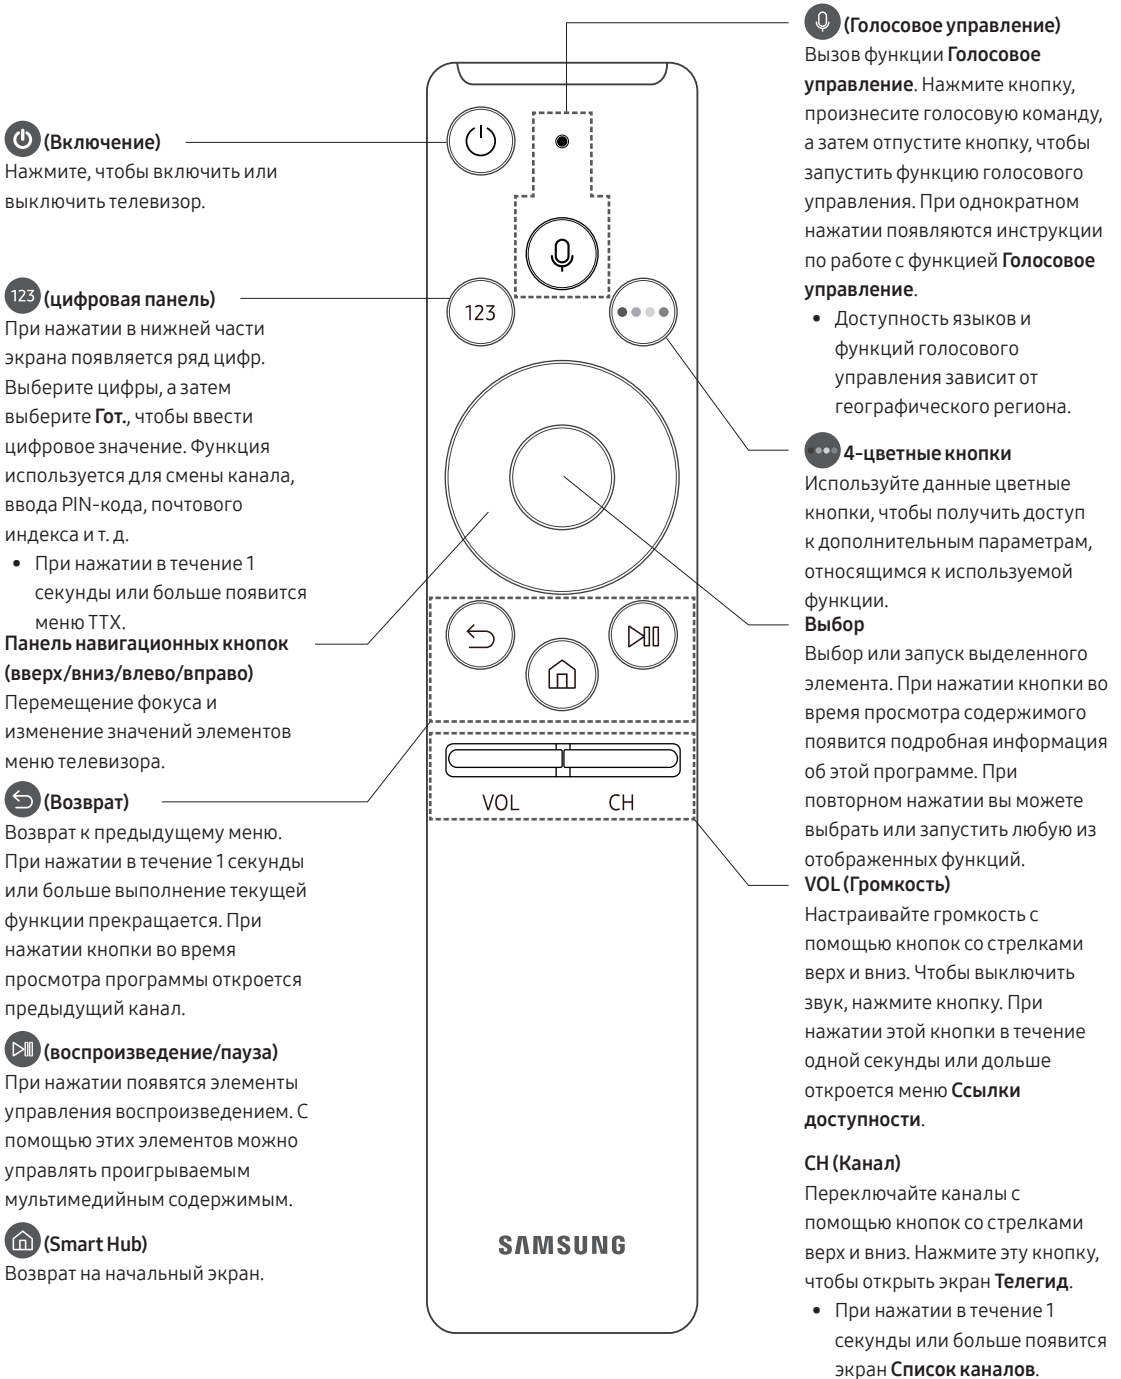 (Включение)
Нажмите, чтобы включить или
выключить телевизор.
123 (цифровая панель)
При нажатии в нижней части
экрана появляется ряд цифр.
Выберите цифры, а затем
выберите Гот., чтобы ввести
цифровое значение. Функция
используется для смены канала,
ввода PIN-кода, почтового
индекса и т. д.
• При нажатии в течение 1
секунды или больше появится
меню TTX.
Панель навигационных кнопок
(вверх/вниз/влево/вправо)
Перемещение фокуса и
изменение значений элементов
меню телевизора.
(Возврат)
Возврат к предыдущему меню.
При нажатии в течение 1 секунды
или больше выполнение текущей
функции прекращается. При
нажатии кнопки во время
просмотра программы откроется
предыдущий канал.
(воспроизведение/пауза)
При нажатии появятся элементы
управления воспроизведением. С
помощью этих элементов можно
управлять проигрываемым
мультимедийным содержимым.
(Smart Hub)
Возврат на начальный экран.
123
VOL CH
SAMSUNG
(Голосовое управление)
Вызов функции Голосовое
управление. Нажмите кнопку,
произнесите голосовую команду,
а затем отпустите кнопку, чтобы
запустить функцию голосового
управления. При однократном
нажатии появляются инструкции
по работе с функцией Голосовое
управление.
• Доступность языков и
функций голосового
управления зависит от
географического региона.
4-цветные кнопки
Используйте данные цветные
кнопки, чтобы получить доступ
к дополнительным параметрам,
относящимся к используемой
функции.
Выбор
Выбор или запуск выделенного
элемента. При нажатии кнопки во
время просмотра содержимого
появится подробная информация
об этой программе. При
повторном нажатии вы можете
выбрать или запустить любую из
отображенных функций.
VOL (Громкость)
Настраивайте громкость с
помощью кнопок со стрелками
верх и вниз. Чтобы выключить
звук, нажмите кнопку. При
нажатии этой кнопки в течение
одной секунды или дольше
откроется меню Ссылки
доступности.
CH (Канал)
Переключайте каналы с
помощью кнопок со стрелками
верх и вниз. Нажмите эту кнопку,
чтобы открыть экран Телегид.
• При нажатии в течение 1
секунды или больше появится
экран Список каналов.